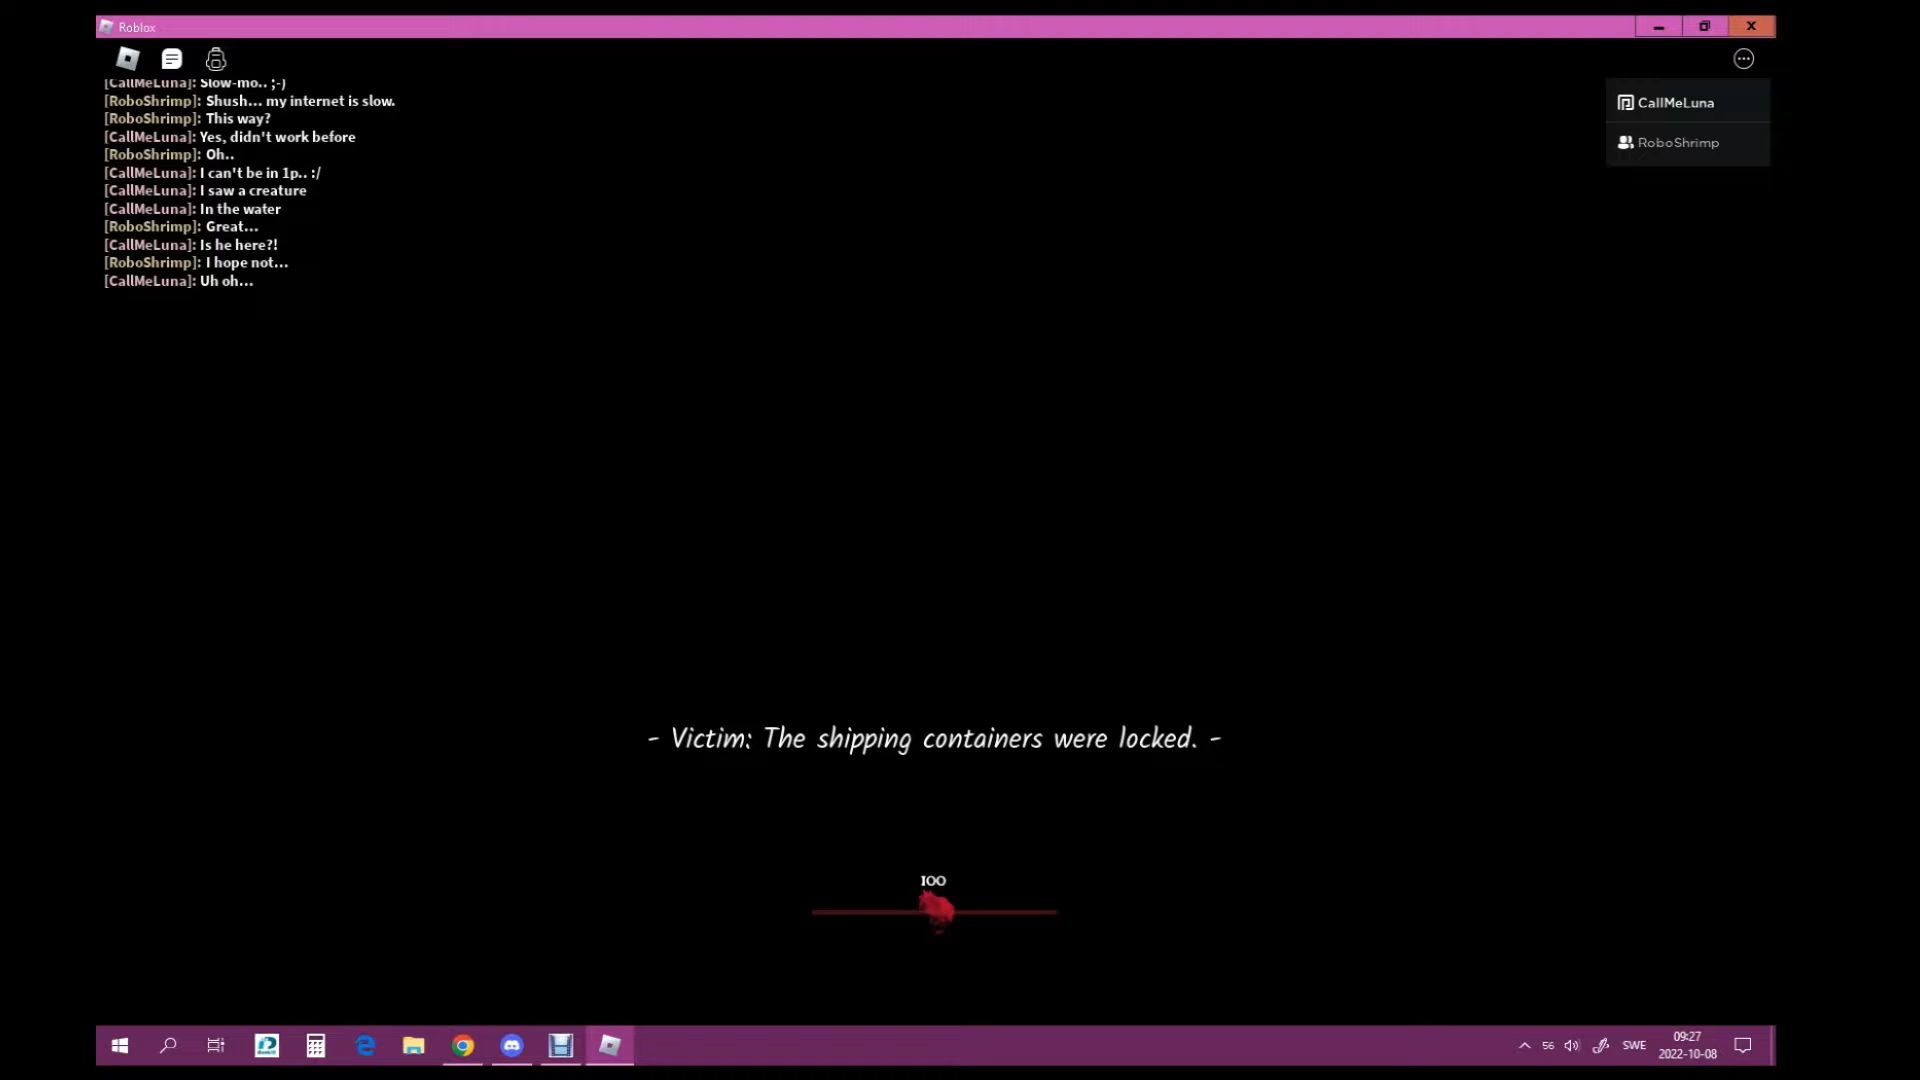 Roblox
[CallMeLuna]: Slow-mo.. ;-)
[RoboShrimp]: Shush... my internet is slow.
[RoboShrimp]: This way?
[CallMeLuna]: Yes, didn't work before
[RoboShrimp]: Oh..
[CallMeLuna]: I can't be in 1p.. :/
[CallMeLuna]: I saw a creature
[CallMeLuna]: In the water
[RoboShrimp]: Great...
[CallMeLuna]: Is he here?!
[RoboShrimp]: I hope not...
[CallMeLuna]: Uh oh...
CallMeLuna
RoboShrimp
- Victim: The shipping containers were locked. -
100
56
SWE
09:27
2022-10-08